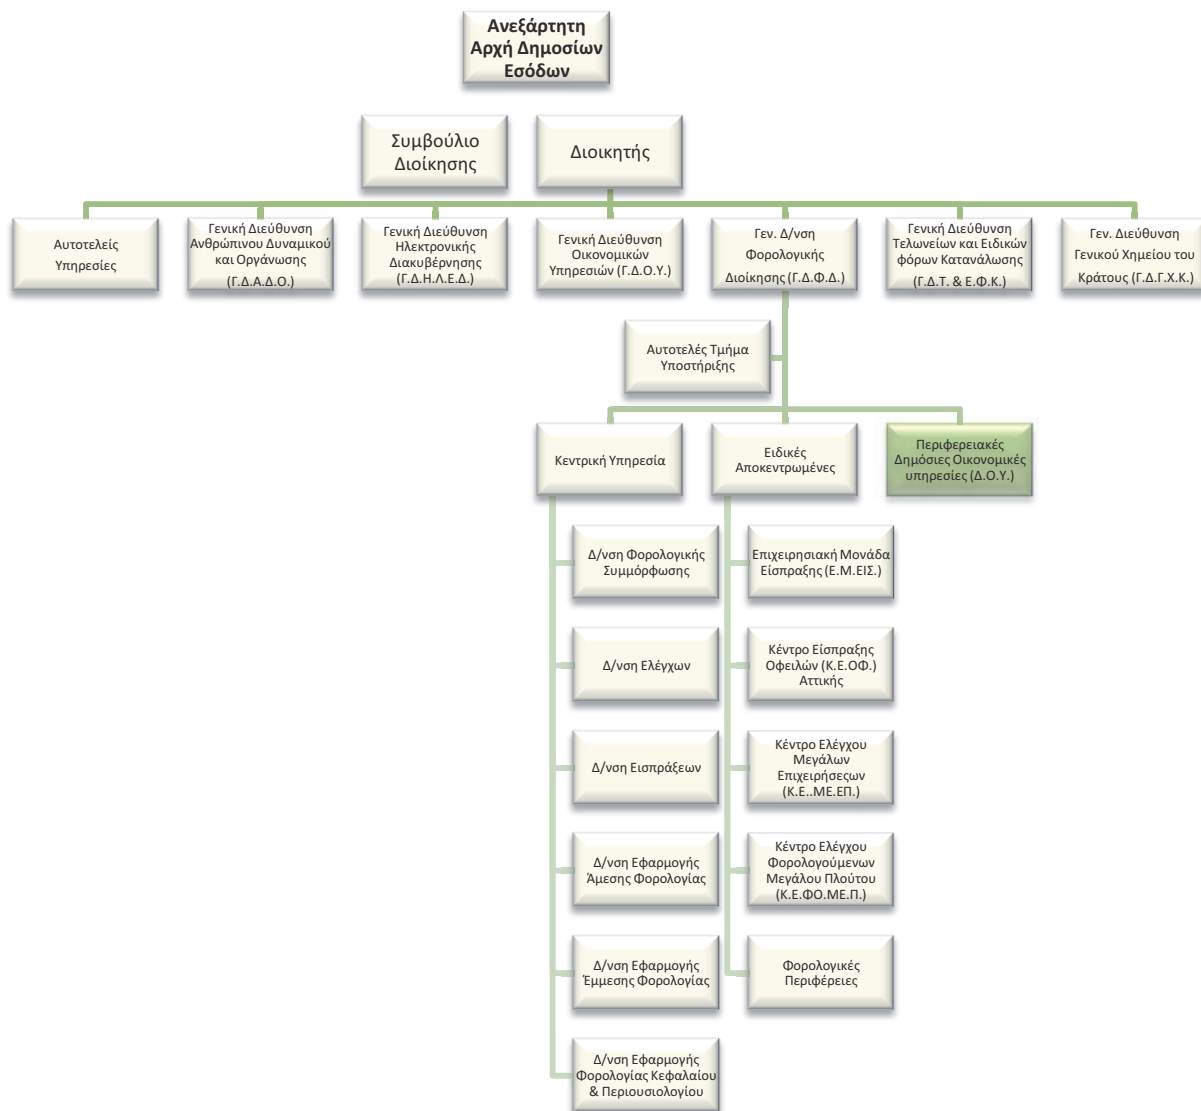 Ανεξάρτητη
Αρχή Δημοσίων
Εσόδων
Συμβούλιο
Διοίκησης
Διοικητής
Αυτοτελείς
Υπηρεσίες
Γενική Διεύθυνση
Ανθρώπινου Δυναμικού
και Οργάνωσης
(Γ.Δ.Α.Δ.Ο.)
Γενική Διεύθυνση
Ηλεκτρονικής
Διακυβέρνησης
(Γ.Δ.Η.Λ.Ε.Δ.)
Γενική Διεύθυνση
Οικονομικών
Υπηρεσιών (Γ.Δ.Ο.Υ.)
Γεν. Δ/νση
Φορολογικής
Διοίκησης (Γ.Δ.Φ.Δ.)
Γενική Διεύθυνση
Τελωνείων και Ειδικών
φόρων Κατανάλωσης
(Γ.Δ.Τ. & Ε.Φ.Κ.)
Γεν. Διεύθυνση
Γενικού Χημείου του
Κράτους (Γ.Δ.Γ.Χ.Κ.)
Αυτοτελές Τμήμα
Υποστήριξης
Κεντρική Υπηρεσία
Ειδικές
Αποκεντρωμένες
Περιφερειακές
Δημόσιες Οικονομικές
υπηρεσίες (Δ.Ο.Υ.)
Δ/νση Φορολογικής
Συμμόρφωσης
Δ/νση Ελέγχων
Δ/νση Εισπράξεων
Δ/νση Εφαρμογής
Άμεσης Φορολογίας
Δ/νση Εφαρμογής
Έμμεσης Φορολογίας
Δ/νση Εφαρμογής
Φορολογίας Κεφαλαίου
& Περιουσιολογίου
Επιχειρησιακή Μονάδα
Είσπραξης (Ε.Μ.ΕΙΣ.)
Κέντρο Είσπραξης
Οφειλών (Κ.Ε.ΟΦ.)
Αττικής
Κέντρο Ελέγχου
Μεγάλων
Επιχειρήσεςων
(Κ.Ε..ΜΕ.ΕΠ.)
Κέντρο Ελέγχου
Φορολογούμενων
Μεγάλου Πλούτου
(Κ.Ε.ΦΟ.ΜΕ.Π.)
Φορολογικές
Περιφέρειες